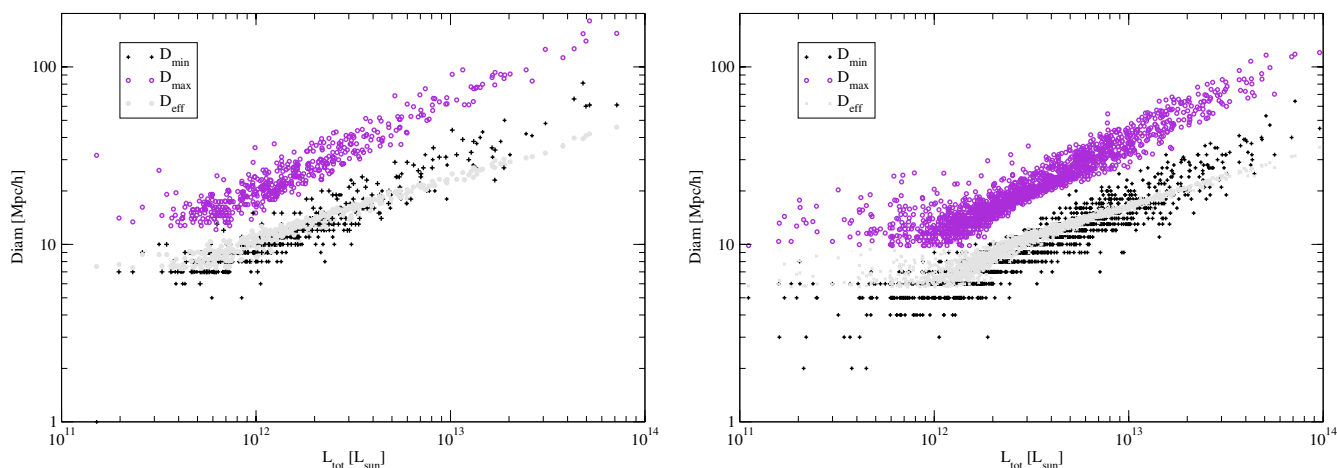 D_min
D_max
D_eff
100
10
1
Diam [Mpc/h]
10^11
10^12
10^13
10^14
L_tot [L_sun]
D_min
D_max
D_eff
100
10
1
Diam [Mpc/h]
10^11
10^12
10^13
10^14
L_tot [L_sun]